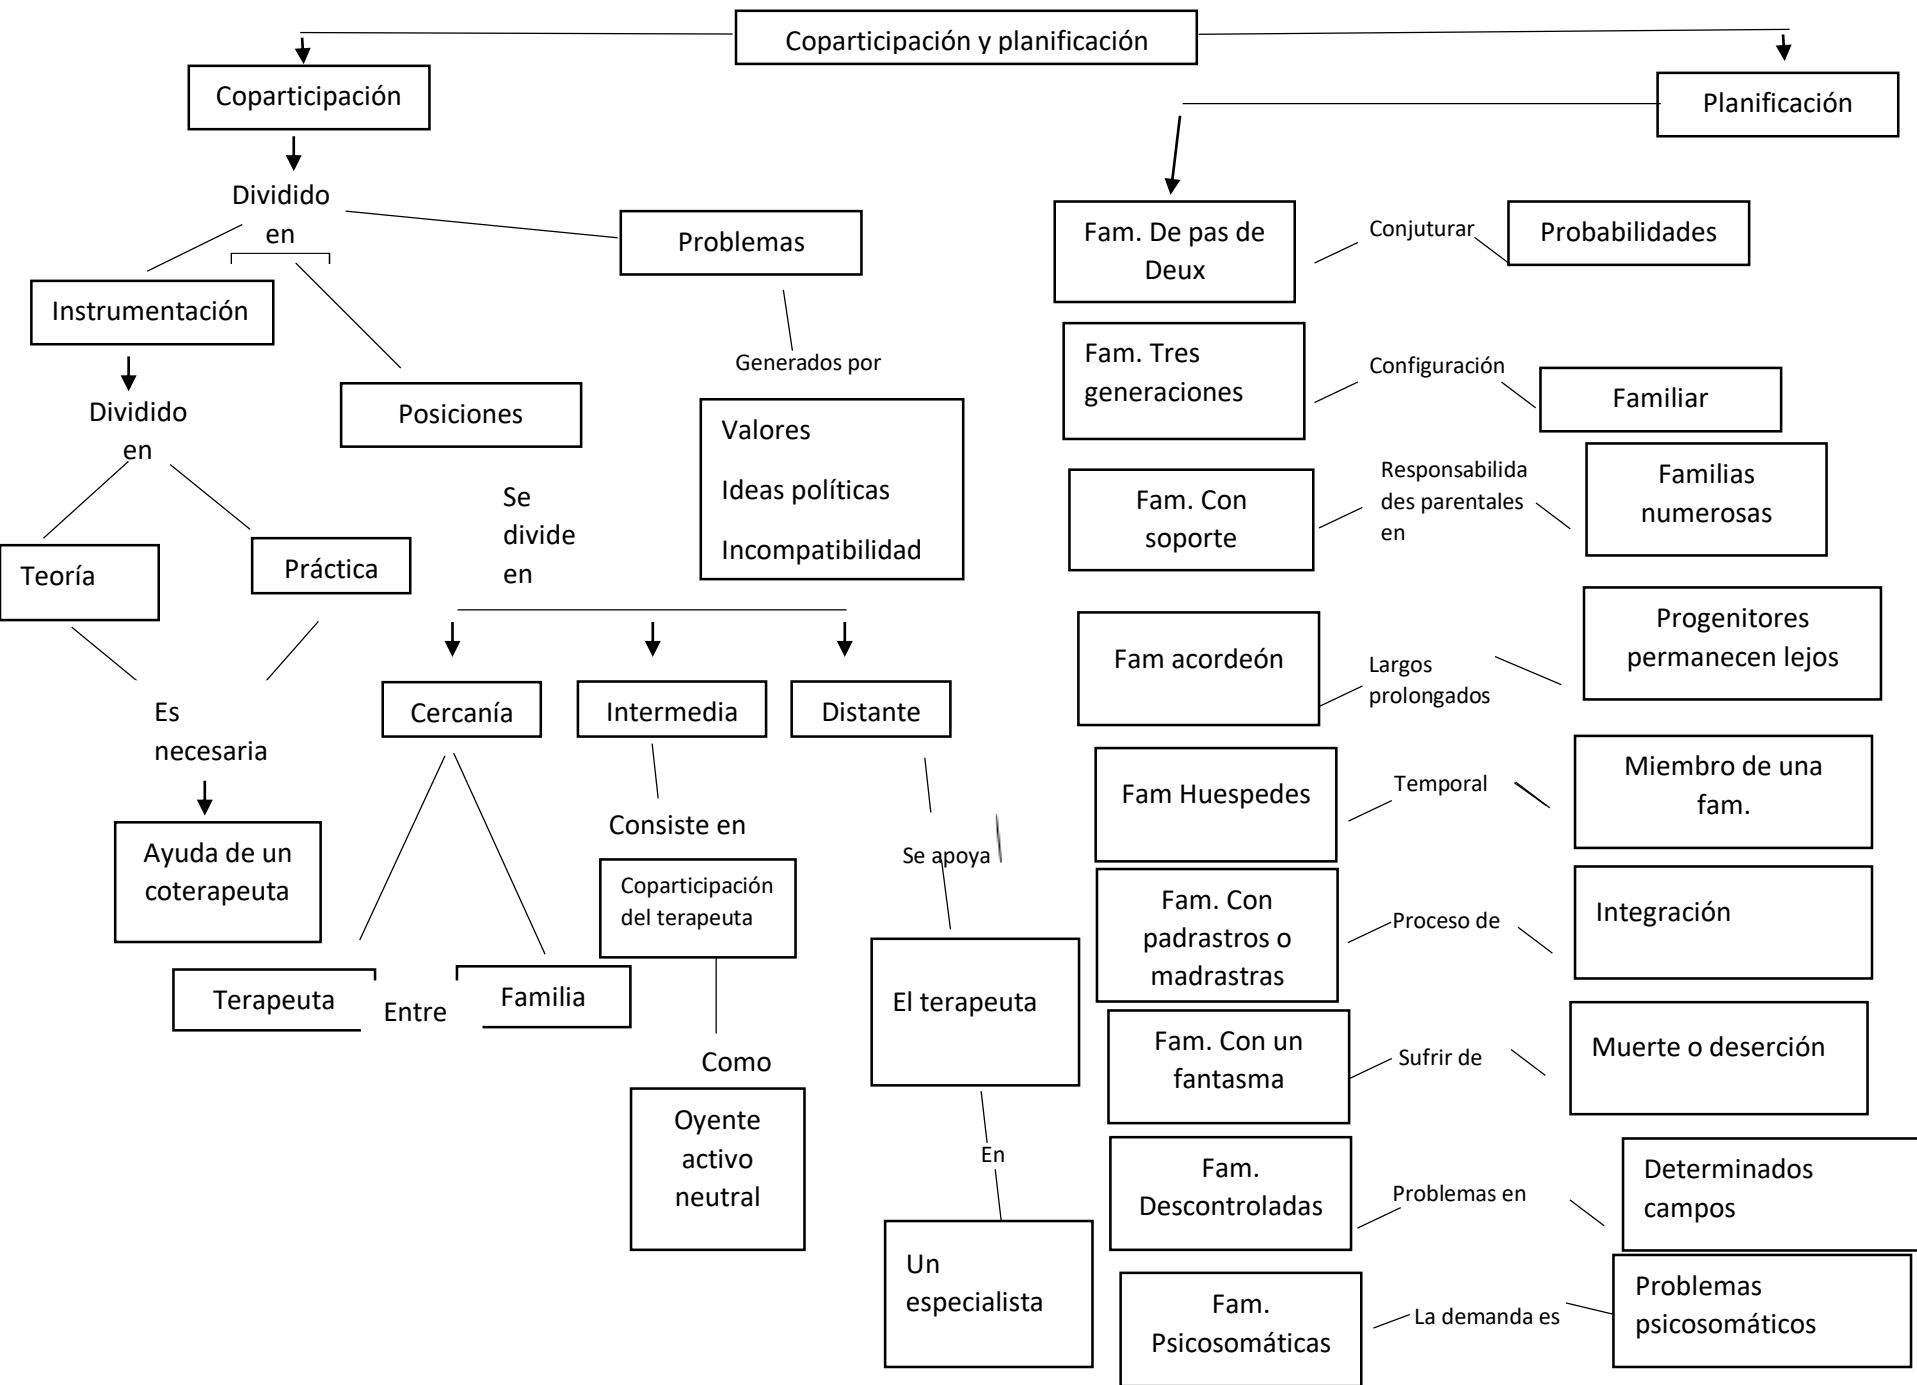 Coparticipación y planificación
Coparticipación
Planificación
Dividido
en
Instrumentación
Posiciones
Problemas
Dividido
en
Teoría
Práctica
Es
necesaria
Ayuda de un
coterapeuta
Generados por
Valores
Ideas políticas
Incompatibilidad
Se
divide
en
Cercanía
Intermedia
Distante
Terapeuta
Entre
Familia
Consiste en
Coparticipación
del terapeuta
Como
Oyente
activo
neutral
Se apoya
El terapeuta
En
Un
especialista
Fam. De pas de
Deux
Conjuturar
Probabilidades
Fam. Tres
generaciones
Configuración
Familiar
Fam. Con
soporte
Responsabilida
des parentales
en
Familias
numerosas
Fam acordeón
Largos
prolongados
Progenitores
permanecen lejos
Fam Huespedes
Temporal
Miembro de una
fam.
Fam. Con
padrastros o
madrastras
Proceso de
Integración
Fam. Con un
fantasma
Sufrir de
Muerte o deserción
Fam.
Descontroladas
Problemas en
Determinados
campos
Fam.
Psicosomáticas
La demanda es
Problemas
psicosomáticos